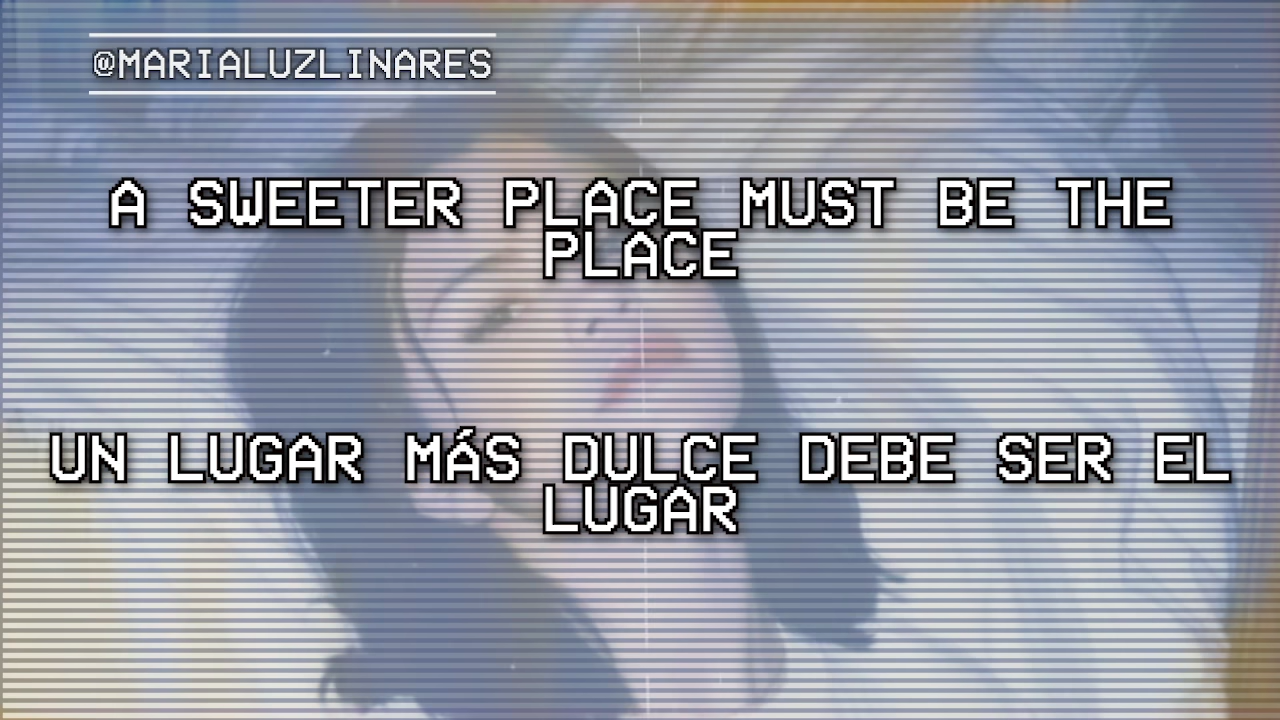 @MARIALUZLINARES
A SWEETER PLACE MUST BE THE
PLACE
UN LUGAR MÁS DULCE DEBE SER EL
LUGAR